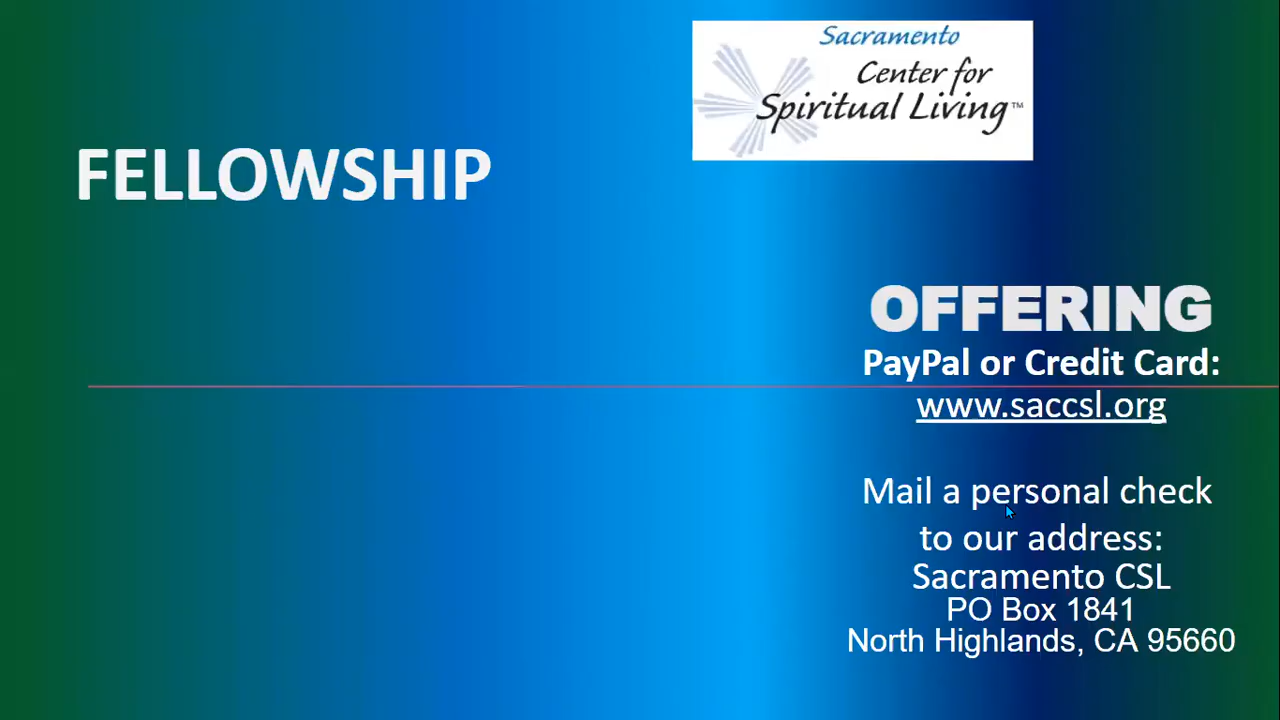 Sacramento
Center for
Spiritual Living™
FELLOWSHIP
OFFERING
PayPal or Credit Card:
www.saccsl.org
Mail a personal check
to our address:
Sacramento CSL
PO Box 1841
North Highlands, CA 95660